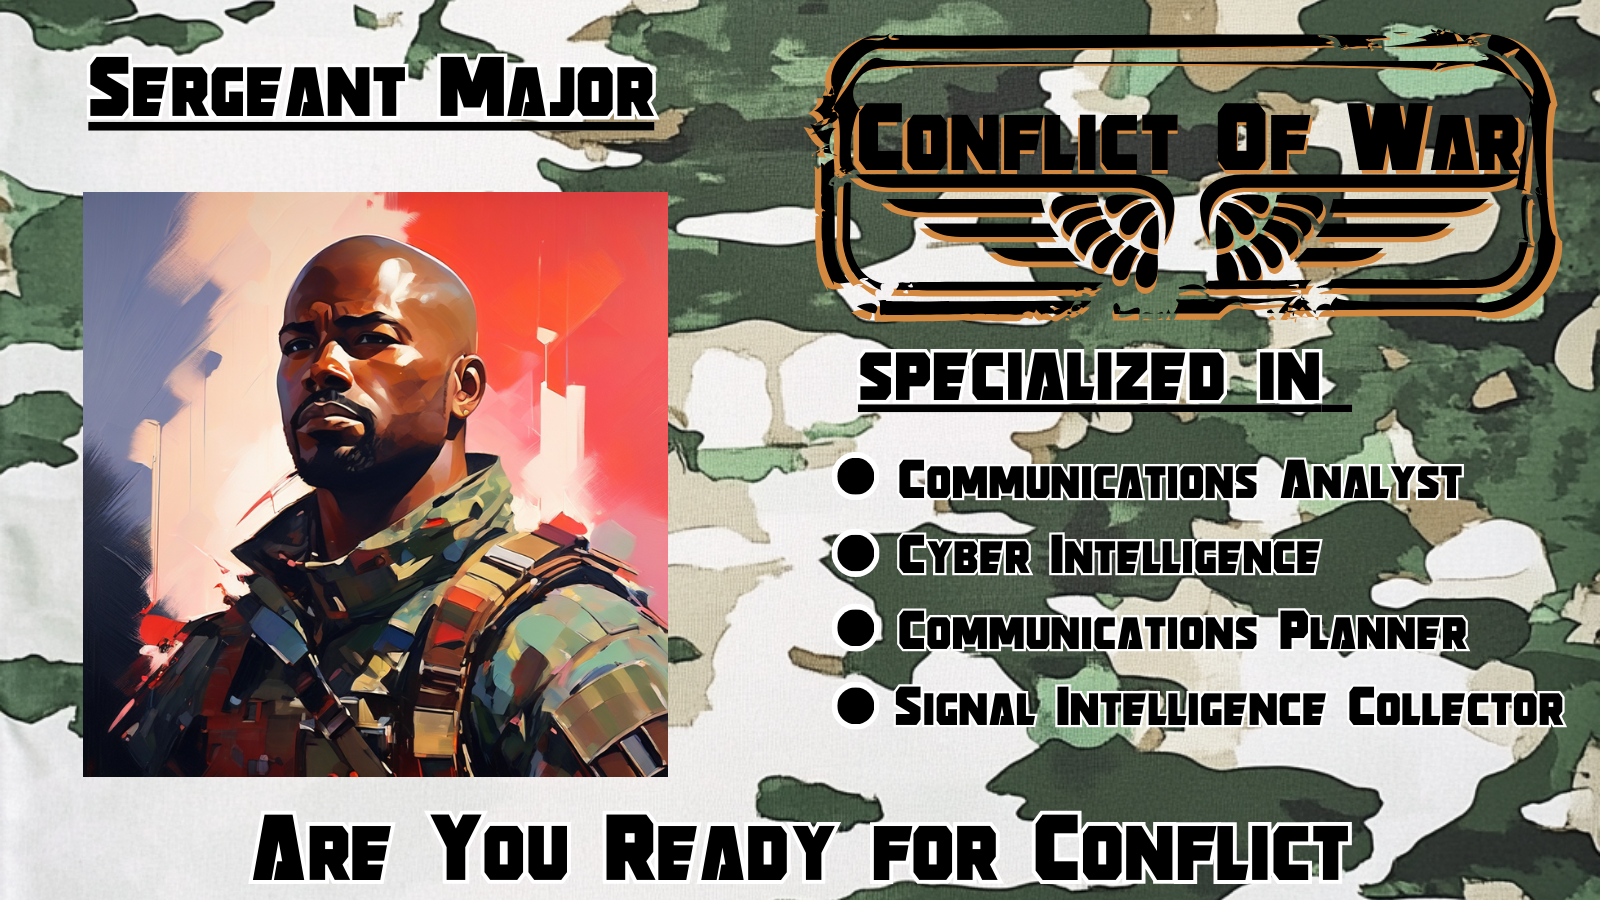 Sergeant Major
Conflict Of War
specialized in
Communications Analyst
Cyber Intelligence
Communications Planner
Signal Intelligence Collector
Are You Ready for Conflict